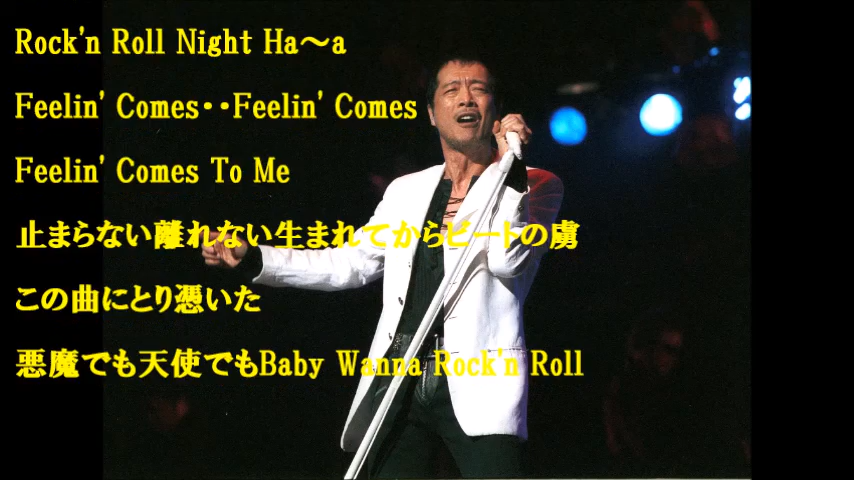 Rock'n Roll Night Ha～a
Feelin' Comes・・Feelin' Comes
Feelin' Comes To Me
止まらない離れない生まれてからビートの虜
この曲にとり憑いた
悪魔でも天使でもBaby Wanna Rock'n Roll